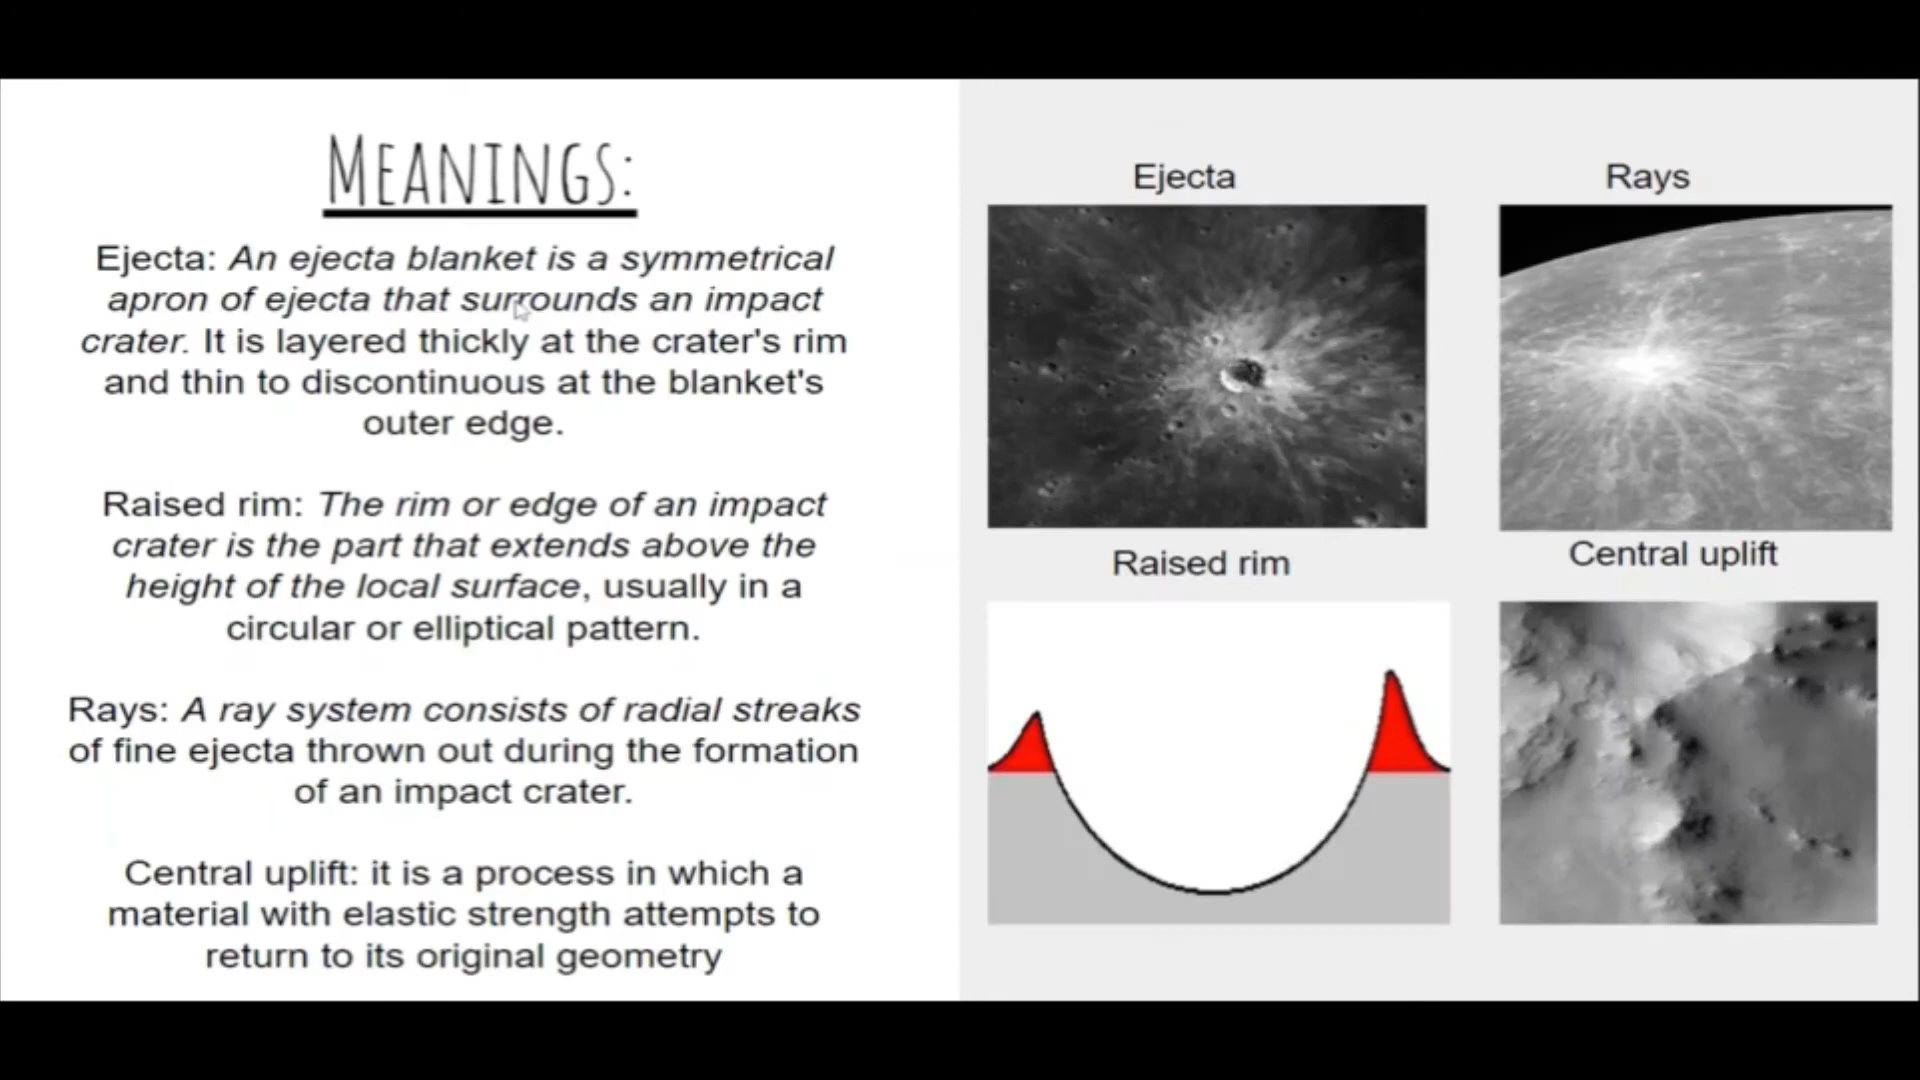 MEANINGS:
Ejecta: An ejecta blanket is a symmetrical
apron of ejecta that surrounds an impact
crater. It is layered thickly at the crater's rim
and thin to discontinuous at the blanket's
outer edge.
Raised rim: The rim or edge of an impact
crater is the part that extends above the
height of the local surface, usually in a
circular or elliptical pattern.
Rays: A ray system consists of radial streaks
of fine ejecta thrown out during the formation
of an impact crater.
Central uplift: it is a process in which a
material with elastic strength attempts to
return to its original geometry
Ejecta
Rays
Raised rim
Central uplift